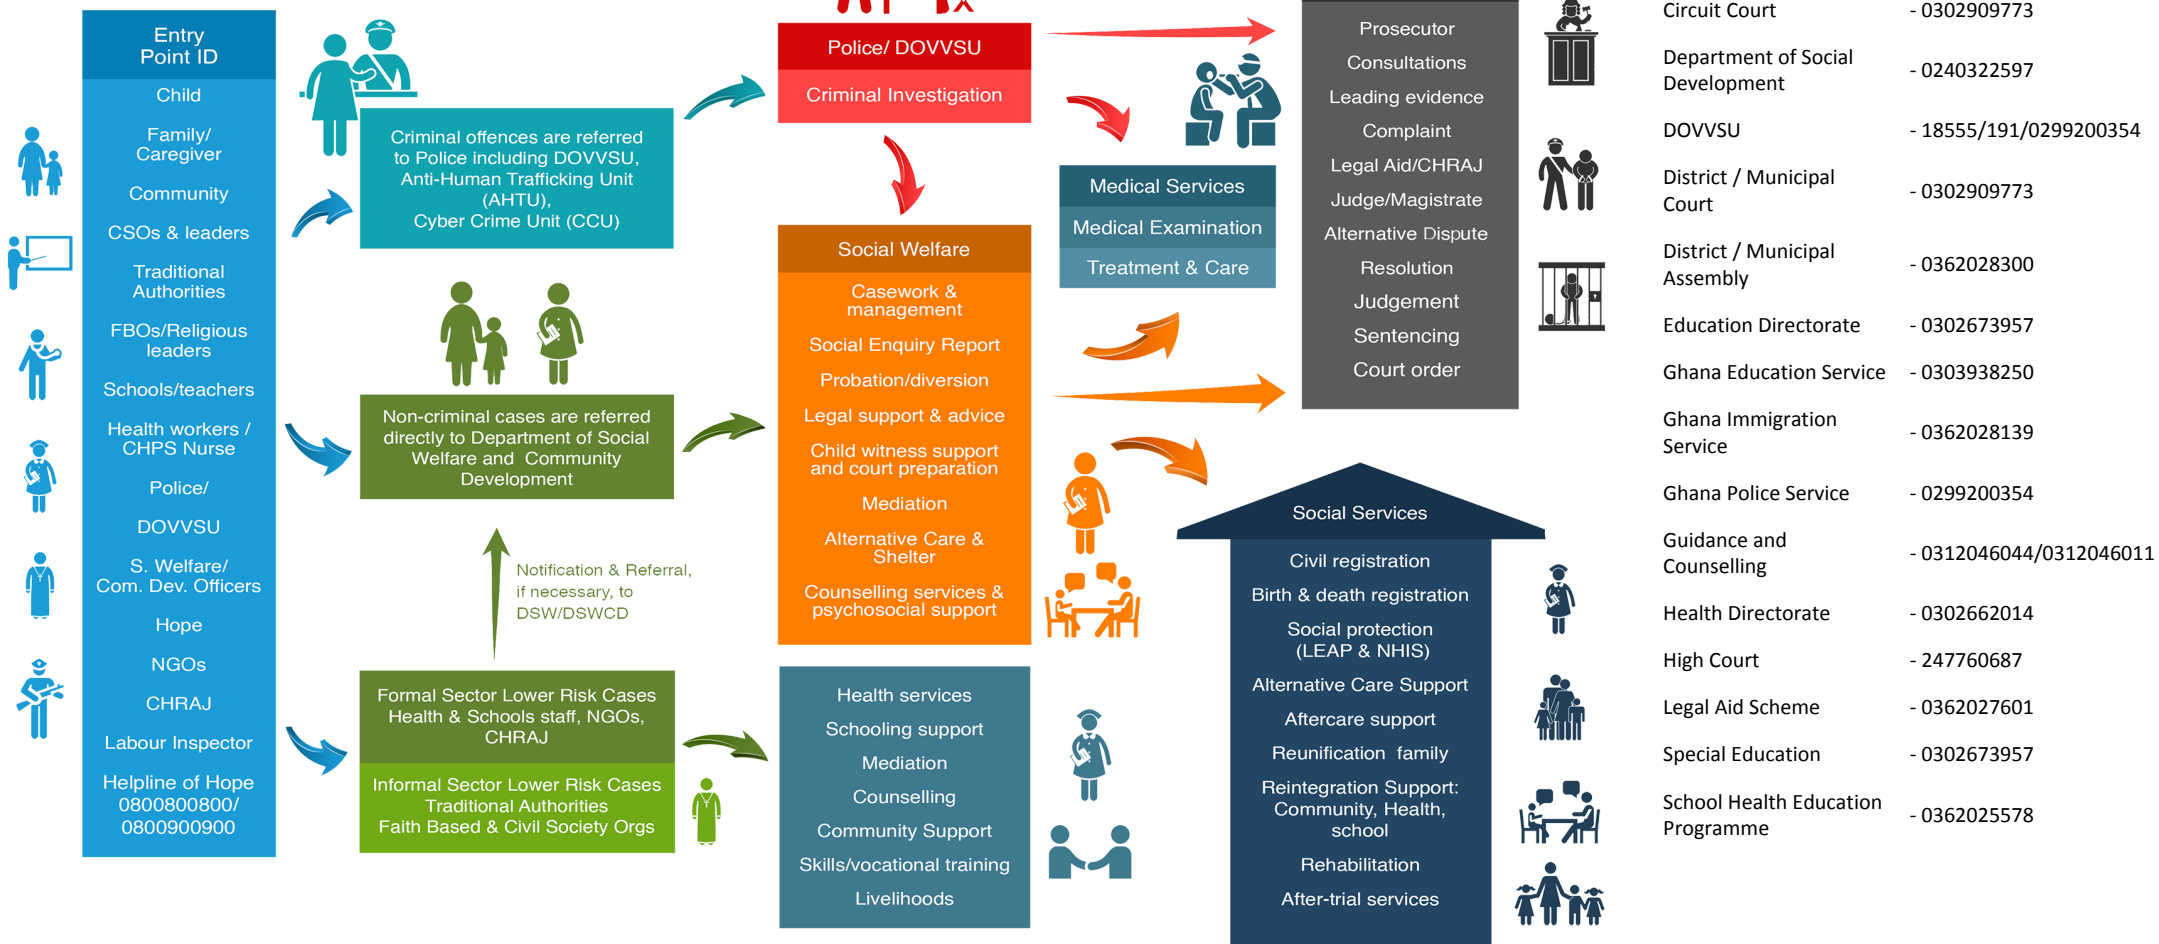 Entry
Point ID
Child
Family/
Caregiver
Community
CSOs & leaders
Traditional
Authorities
FBOs/Religious
leaders
Schools/teachers
Health workers /
CHPS Nurse
Police/
DOVVSU
S. Welfare/
Com. Dev. Officers
Hope
NGOs
CHRAJ
Labour Inspector
Helpline of Hope
0800800800/
0800900900
Criminal offences are referred
to Police including DOVVSU,
Anti-Human Trafficking Unit
(AHTU),
Cyber Crime Unit (CCU)
Non-criminal cases are referred
directly to Department of Social
Welfare and Community
Development
Notification & Referral,
if necessary, to
DSW/DSWCD
Formal Sector Lower Risk Cases
Health & Schools staff, NGOs,
CHRAJ
Informal Sector Lower Risk Cases
Traditional Authorities
Faith Based & Civil Society Orgs
Police/ DOVVSU
Criminal Investigation
Social Welfare
Casework &
management
Social Enquiry Report
Probation/diversion
Legal support & advice
Child witness support
and court preparation
Mediation
Alternative Care &
Shelter
Counselling services &
psychosocial support
Health services
Schooling support
Mediation
Counselling
Community Support
Skills/vocational training
Livelihoods
Medical Services
Medical Examination
Treatment & Care
Prosecutor
Consultations
Leading evidence
Complaint
Legal Aid/CHRAJ
Judge/Magistrate
Alternative Dispute
Resolution
Judgement
Sentencing
Court order
Social Services
Civil registration
Birth & death registration
Social protection
(LEAP & NHIS)
Alternative Care Support
Aftercare support
Reunification family
Reintegration Support:
Community, Health,
school
Rehabilitation
After-trial services
Circuit Court - 0302909773
Department of Social
Development - 0240322597
DOVVSU - 18555/191/0299200354
District / Municipal
Court - 0302909773
District / Municipal
Assembly - 0362028300
Education Directorate - 0302673957
Ghana Education Service - 0303938250
Ghana Immigration
Service - 0362028139
Ghana Police Service - 0299200354
Guidance and
Counselling - 0312046044/0312046011
Health Directorate - 0302662014
High Court - 247760687
Legal Aid Scheme - 0362027601
Special Education - 0302673957
School Health Education
Programme - 0362025578